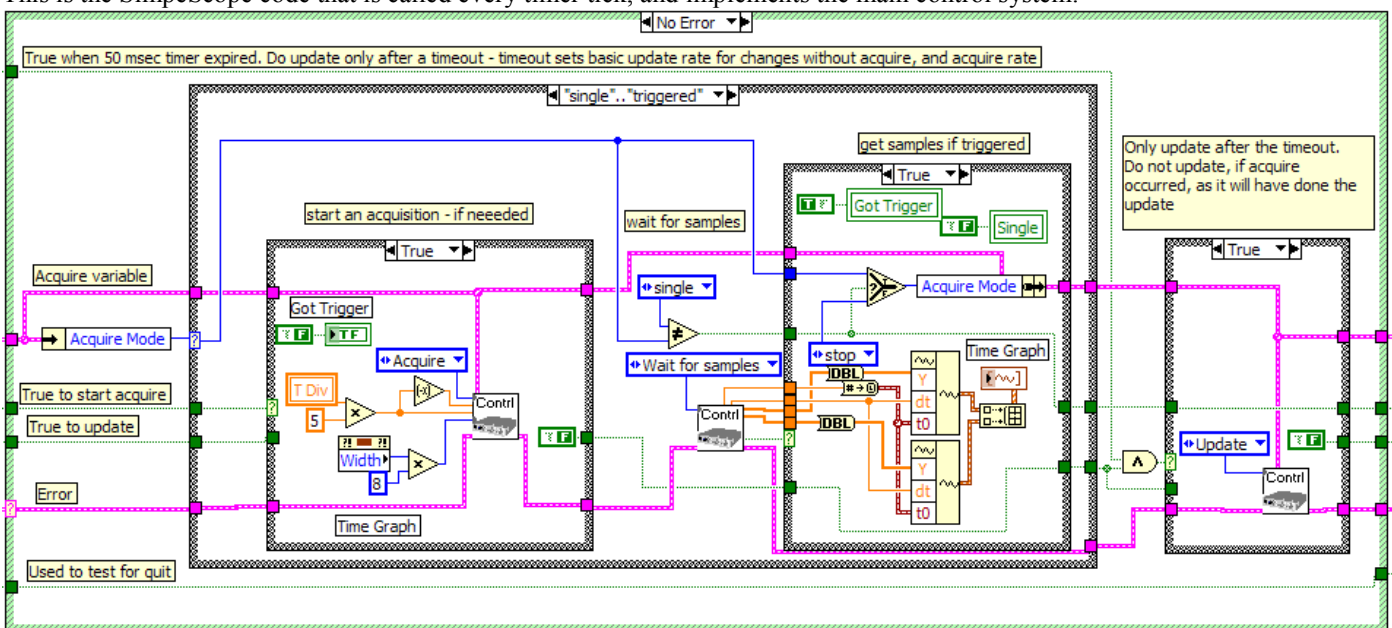 This is the SimpeScope code that is called every timer tick, and implements the main control system.
No Error
True when 50 msec timer expired. Do update only after a timeout - timeout sets basic update rate for changes without acquire, and acquire rate
"single".."triggered"
get samples if triggered
Only update after the timeout.
Do not update, if acquire
occurred, as it will have done the
update
start an acquisition - if neeeded
wait for samples
True
True
True
T
Got Trigger
F
Single
Acquire variable
Got Trigger
F
TF
single
Acquire Mode
Acquire Mode
Acquire
stop
Time Graph
Wait for samples
DBL
True to start acquire
T Div
5
Contrl
Y
dt
t0
True to update
Width
8
F
Contrl
DBL
Update
F
Y
dt
t0
Contrl
Error
Time Graph
Used to test for quit